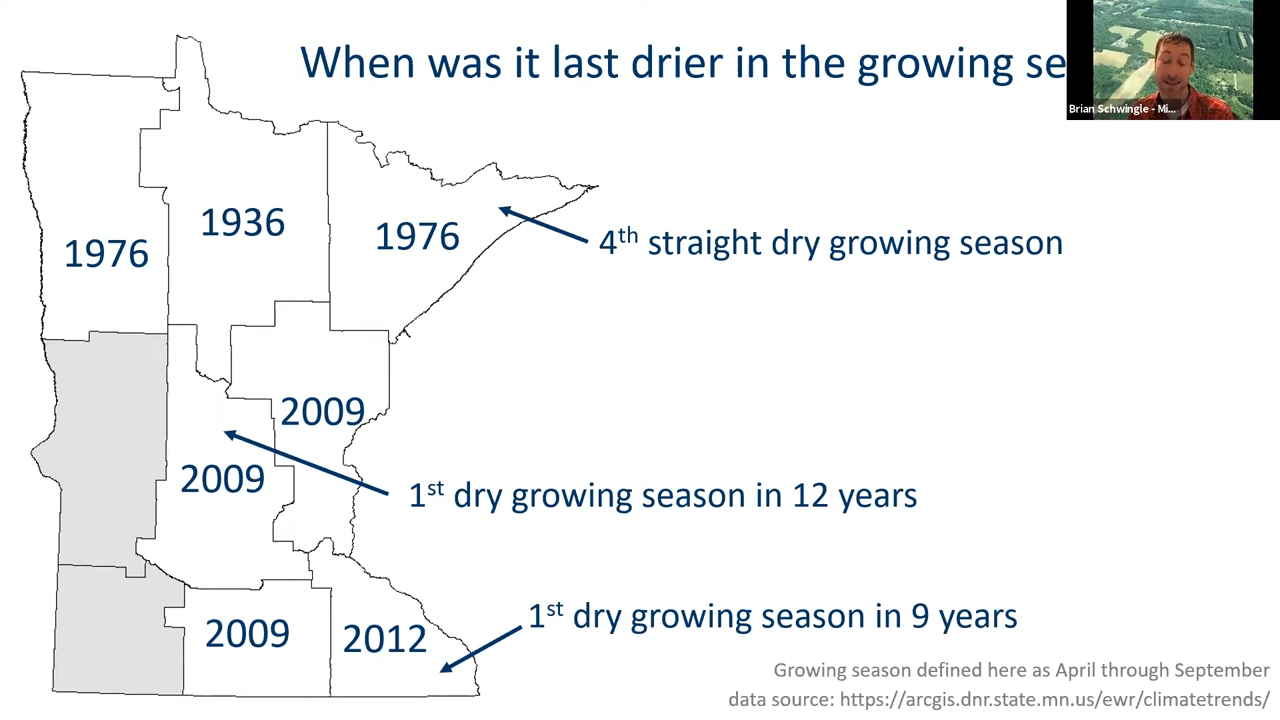 When was it last drier in the growing se
Brian Schwingle - Mi...
1936
1976
1976
4th straight dry growing season
2009
2009
1st dry growing season in 12 years
1st dry growing season in 9 years
2009
2012
Growing season defined here as April through September
data source: https://arcgis.dnr.state.mn.us/ewr/climatetrends/